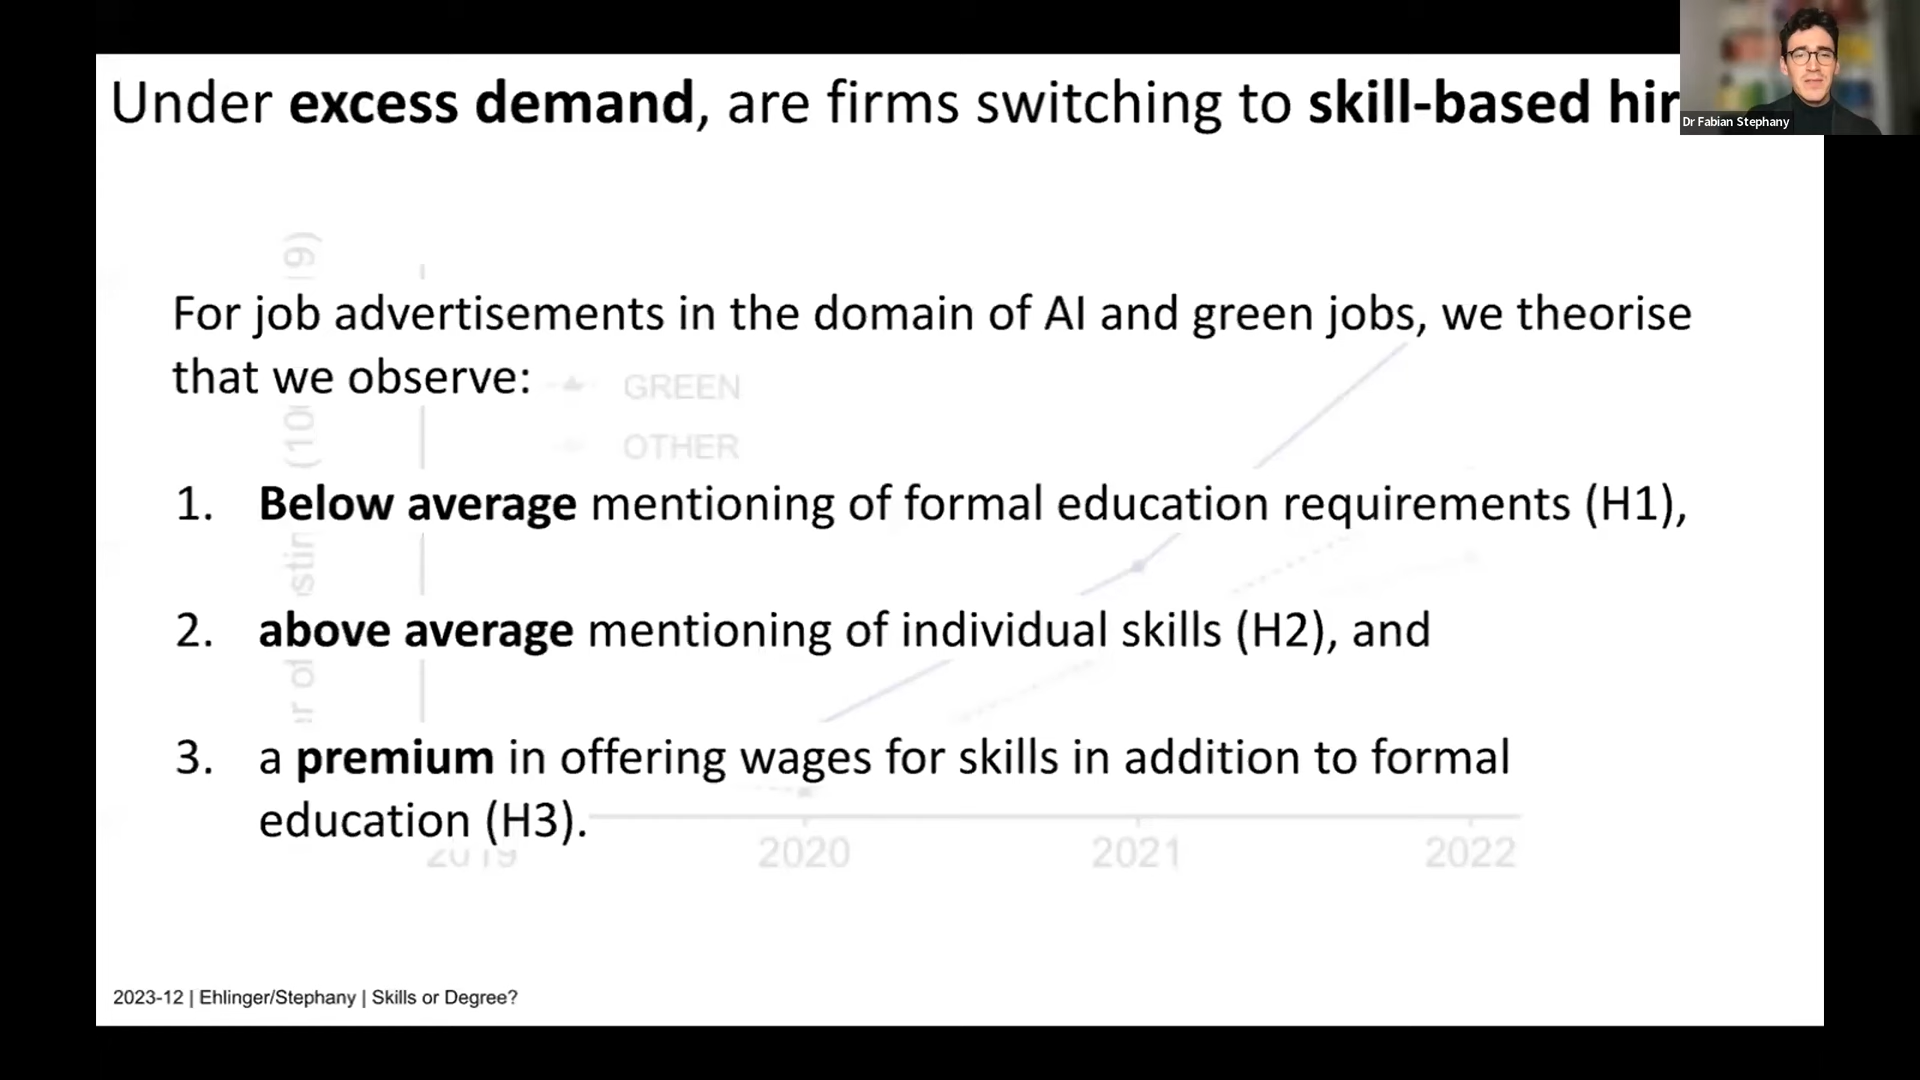 Under excess demand, are firms switching to skill-based hir
Dr Fabian Stephany
For job advertisements in the domain of AI and green jobs, we theorise
that we observe:
GREEN
OTHER
1. Below average mentioning of formal education requirements (H1),
2. above average mentioning of individual skills (H2), and
3. a premium in offering wages for skills in addition to formal
education (H3).
2019 2020 2021 2022
2023-12 | Ehlinger/Stephany | Skills or Degree?